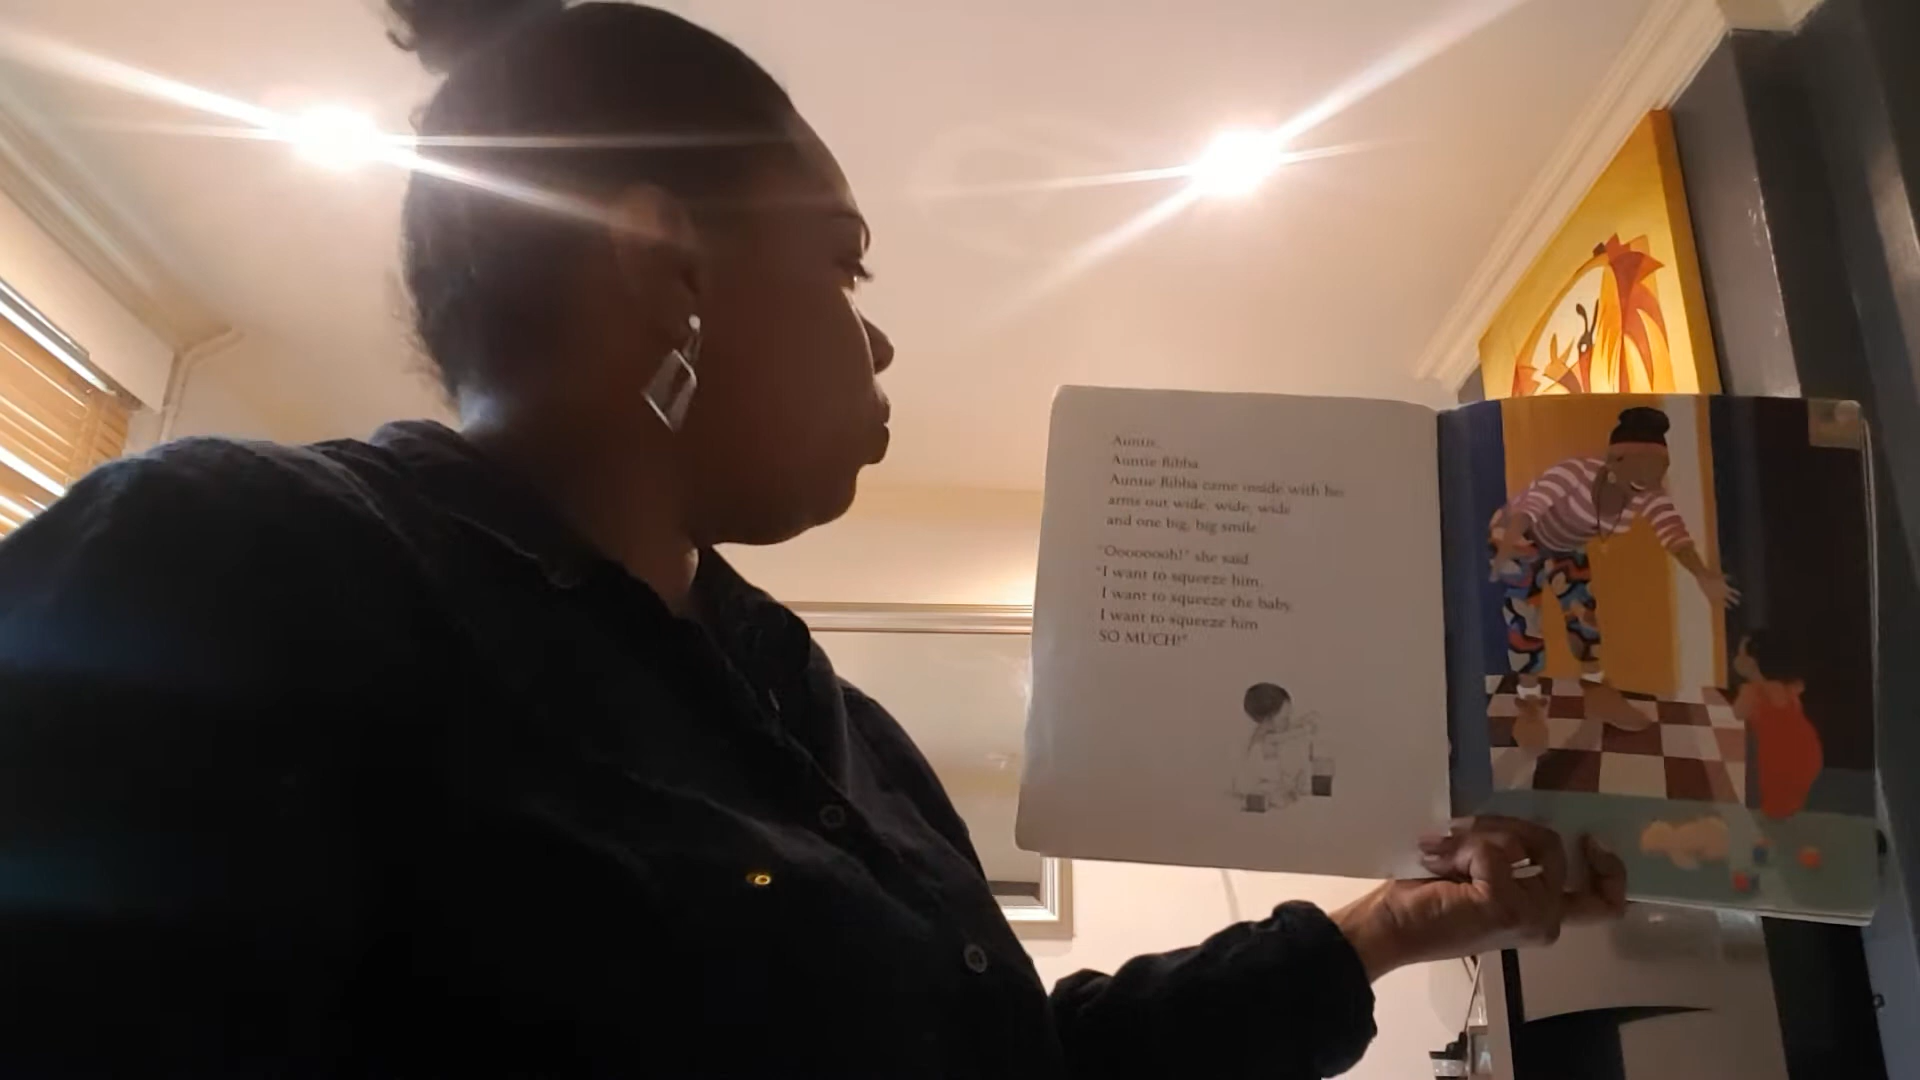 Auntie,
Auntie Bibba.
Auntie Bibba came inside with her
arms out wide, wide, wide
and one big, big smile.
"Oooooooh!" she said.
"I want to squeeze him,
I want to squeeze the baby,
I want to squeeze him
SO MUCH!"